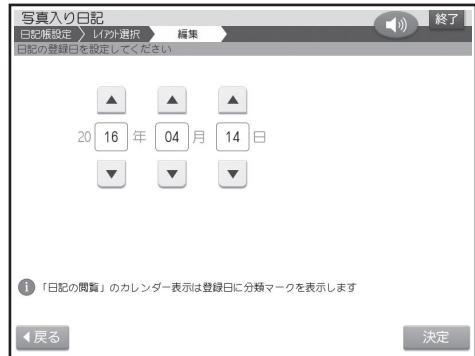 写真入り日記
終了
日記帳設定 レイアウト選択 編集
日記の登録日を設定してください
20 16 年 04 月 14 日
「日記の閲覧」のカレンダー表示は登録日に分類マークを表示します
戻る
決定